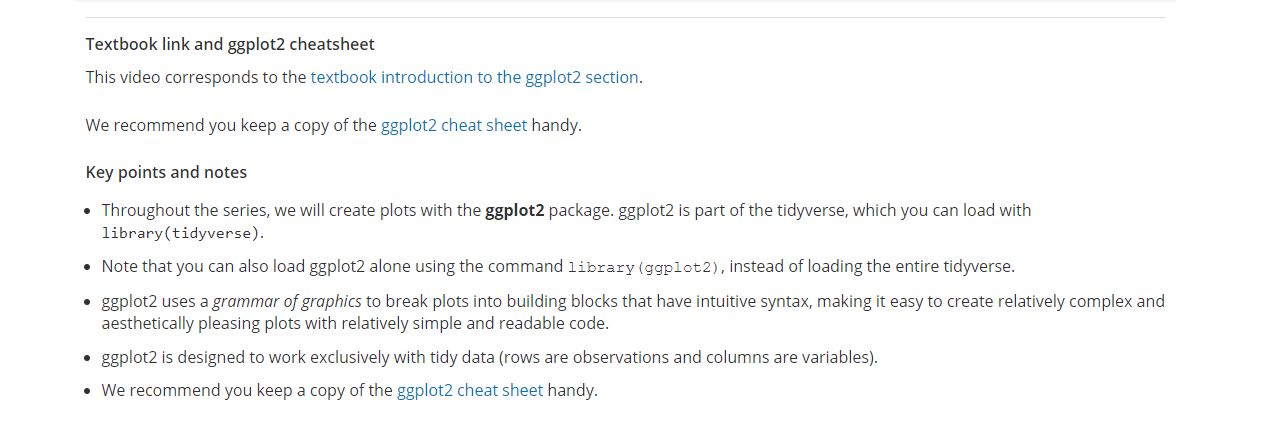 Textbook link and ggplot2 cheatsheet
This video corresponds to the textbook introduction to the ggplot2 section.
We recommend you keep a copy of the ggplot2 cheat sheet handy.
Key points and notes
• Throughout the series, we will create plots with the ggplot2 package. ggplot2 is part of the tidyverse, which you can load with
library(tidyverse).
• Note that you can also load ggplot2 alone using the command library(ggplot2), instead of loading the entire tidyverse.
• ggplot2 uses a grammar of graphics to break plots into building blocks that have intuitive syntax, making it easy to create relatively complex and
aesthetically pleasing plots with relatively simple and readable code.
• ggplot2 is designed to work exclusively with tidy data (rows are observations and columns are variables).
• We recommend you keep a copy of the ggplot2 cheat sheet handy.